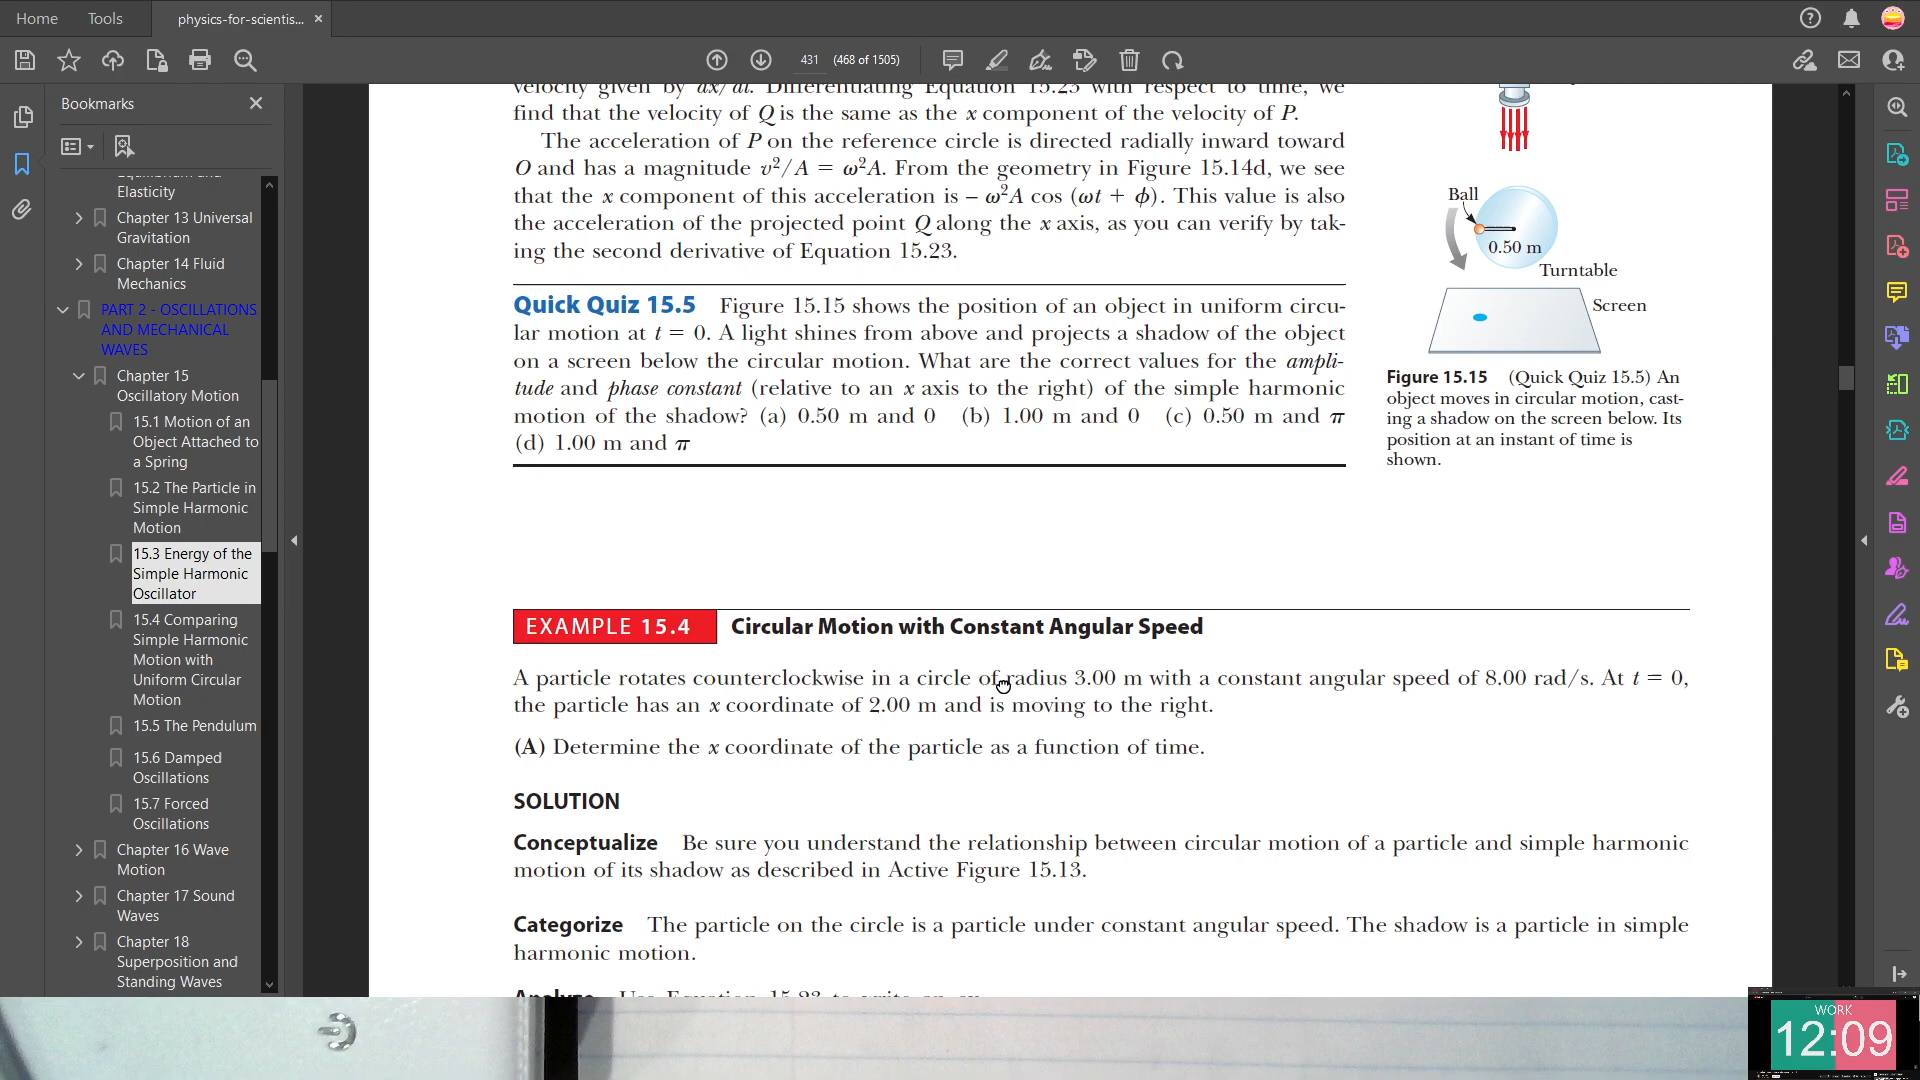 Home
Tools
physics-for-scientis...
431
(468 of 1505)
Bookmarks
Elasticity
Chapter 13 Universal
Gravitation
Chapter 14 Fluid
Mechanics
PART 2 - OSCILLATIONS
AND MECHANICAL
WAVES
Chapter 15
Oscillatory Motion
15.1 Motion of an
Object Attached to
a Spring
15.2 The Particle in
Simple Harmonic
Motion
15.3 Energy of the
Simple Harmonic
Oscillator
15.4 Comparing
Simple Harmonic
Motion with
Uniform Circular
Motion
15.5 The Pendulum
15.6 Damped
Oscillations
15.7 Forced
Oscillations
Chapter 16 Wave
Motion
Chapter 17 Sound
Waves
Chapter 18
Superposition and
Standing Waves
velocity given by dx/dt. Differentiating Equation 15.23 with respect to time, we
find that the velocity of Q is the same as the x component of the velocity of P.
The acceleration of P on the reference circle is directed radially inward toward
O and has a magnitude v²/A = ω²A. From the geometry in Figure 15.14d, we see
that the x component of this acceleration is – ω²A cos (ωt + ϕ). This value is also
the acceleration of the projected point Q along the x axis, as you can verify by tak-
ing the second derivative of Equation 15.23.
Quick Quiz 15.5 Figure 15.15 shows the position of an object in uniform circu-
lar motion at t = 0. A light shines from above and projects a shadow of the object
on a screen below the circular motion. What are the correct values for the ampli-
tude and phase constant (relative to an x axis to the right) of the simple harmonic
motion of the shadow? (a) 0.50 m and 0 (b) 1.00 m and 0 (c) 0.50 m and π
(d) 1.00 m and π
Ball
0.50 m
Turntable
Screen
Figure 15.15 (Quick Quiz 15.5) An
object moves in circular motion, cast-
ing a shadow on the screen below. Its
position at an instant of time is
shown.
EXAMPLE 15.4 Circular Motion with Constant Angular Speed
A particle rotates counterclockwise in a circle of radius 3.00 m with a constant angular speed of 8.00 rad/s. At t = 0,
the particle has an x coordinate of 2.00 m and is moving to the right.
(A) Determine the x coordinate of the particle as a function of time.
SOLUTION
Conceptualize Be sure you understand the relationship between circular motion of a particle and simple harmonic
motion of its shadow as described in Active Figure 15.13.
Categorize The particle on the circle is a particle under constant angular speed. The shadow is a particle in simple
harmonic motion.
WORK
12:09